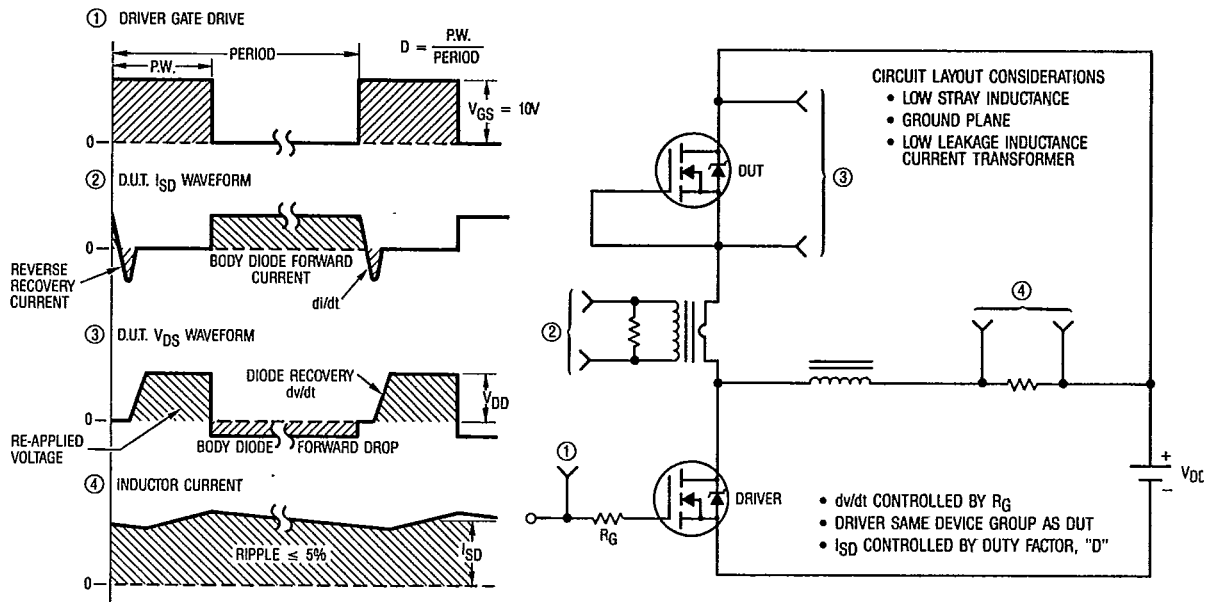 ① DRIVER GATE DRIVE
PERIOD
P.W.
D = P.W. / PERIOD
V_GS = 10V
0
② D.U.T. I_SD WAVEFORM
0
REVERSE
RECOVERY
CURRENT
BODY DIODE FORWARD
CURRENT
di/dt
③ D.U.T. V_DS WAVEFORM
DIODE RECOVERY
dv/dt
V_DD
0
RE-APPLIED
VOLTAGE
BODY DIODE FORWARD DROP
④ INDUCTOR CURRENT
RIPPLE ≤ 5%
I_SD
0
CIRCUIT LAYOUT CONSIDERATIONS
• LOW STRAY INDUCTANCE
• GROUND PLANE
• LOW LEAKAGE INDUCTANCE
CURRENT TRANSFORMER
DUT
③
②
④
①
R_G
DRIVER
+
V_DD
−
• dv/dt CONTROLLED BY R_G
• DRIVER SAME DEVICE GROUP AS DUT
• I_SD CONTROLLED BY DUTY FACTOR, "D"